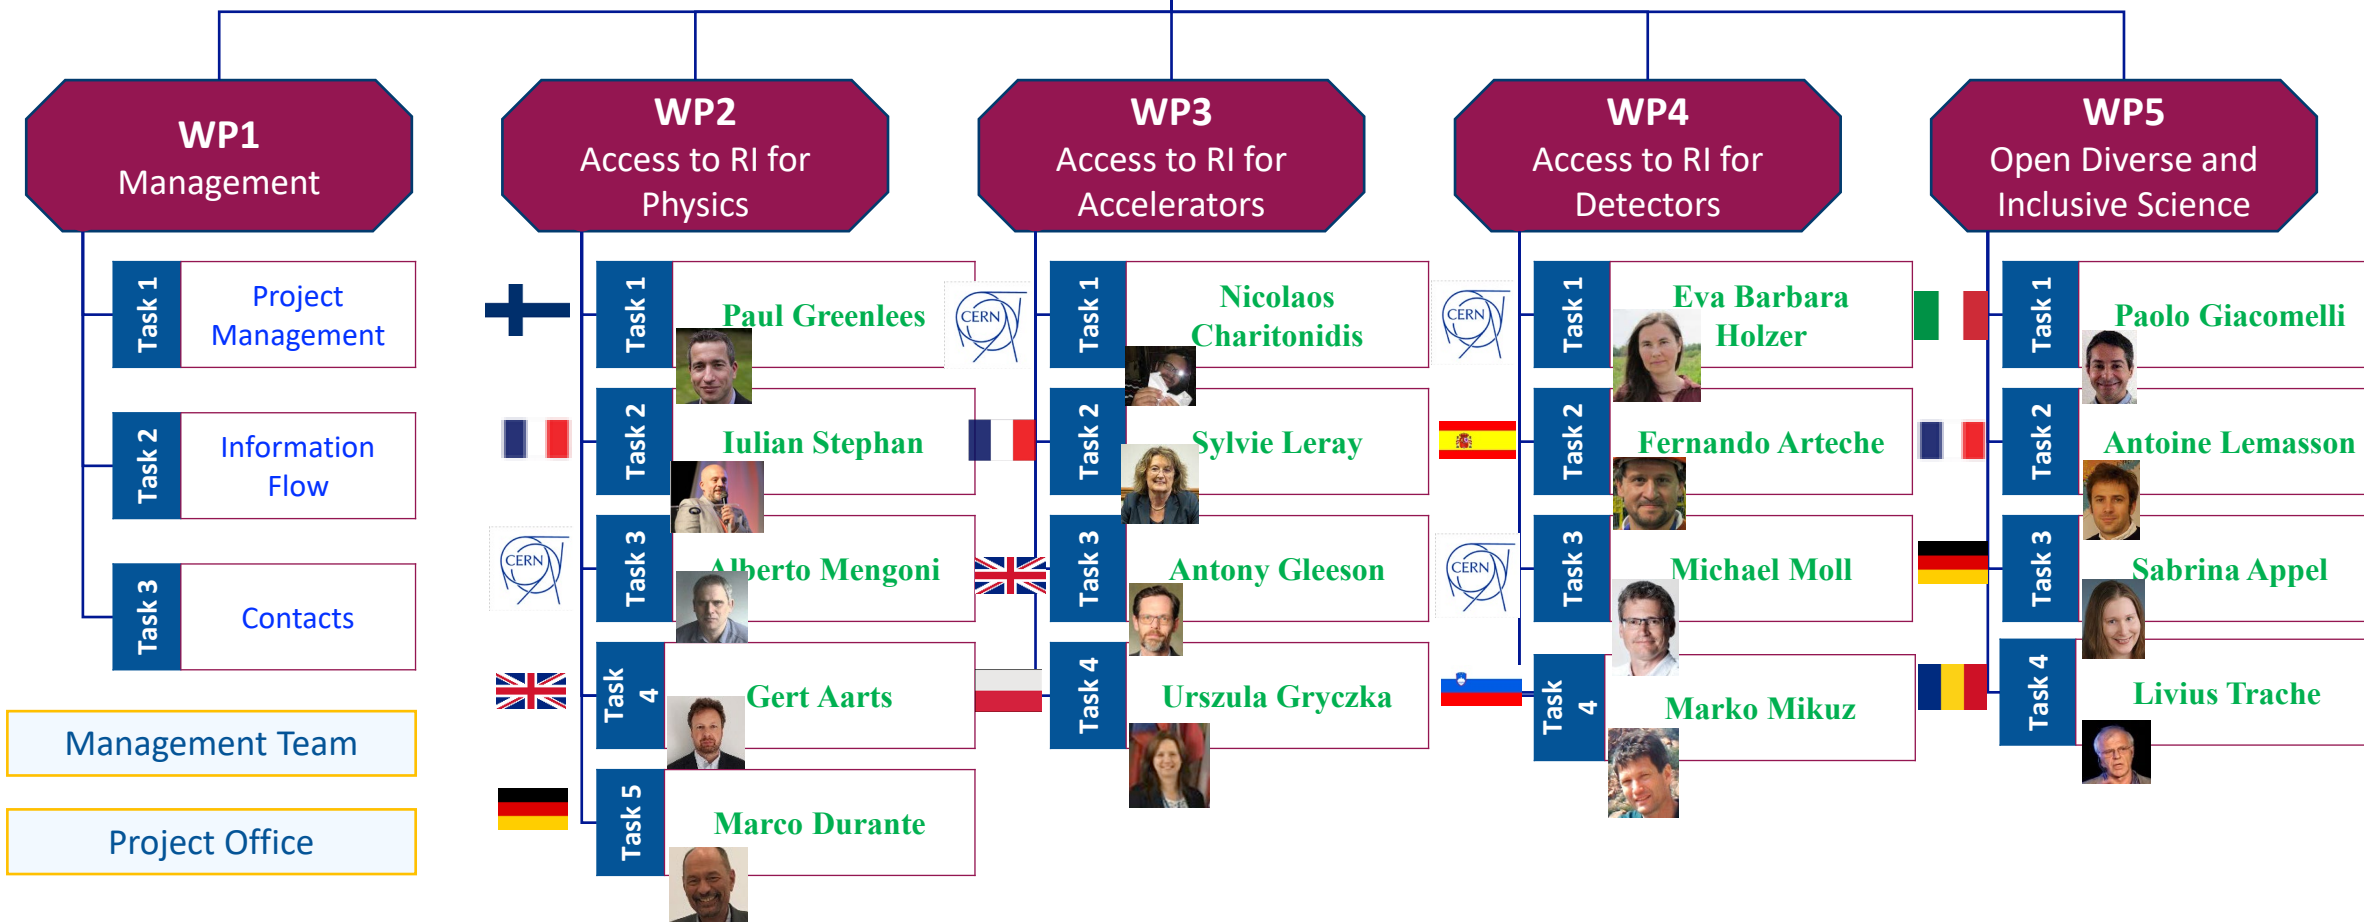 WP1
Management
Task 1
Project
Management
Task 2
Information
Flow
Task 3
Contacts
Management Team
Project Office
WP2
Access to RI for
Physics
Task 1
Paul Greenlees
Task 2
Iulian Stephan
CERN
Task 3
Alberto Mengoni
Task
4
Gert Aarts
Task 5
Marco Durante
WP3
Access to RI for
Accelerators
CERN
Task 1
Nicolaos
Charitonidis
Task 2
Sylvie Leray
Task 3
Antony Gleeson
Task 4
Urszula Gryczka
WP4
Access to RI for
Detectors
CERN
Task 1
Eva Barbara
Holzer
Task 2
Fernando Arteche
CERN
Task 3
Michael Moll
Task
4
Marko Mikuz
WP5
Open Diverse and
Inclusive Science
Task 1
Paolo Giacomelli
Task 2
Antoine Lemasson
Task 3
Sabrina Appel
Task 4
Livius Trache